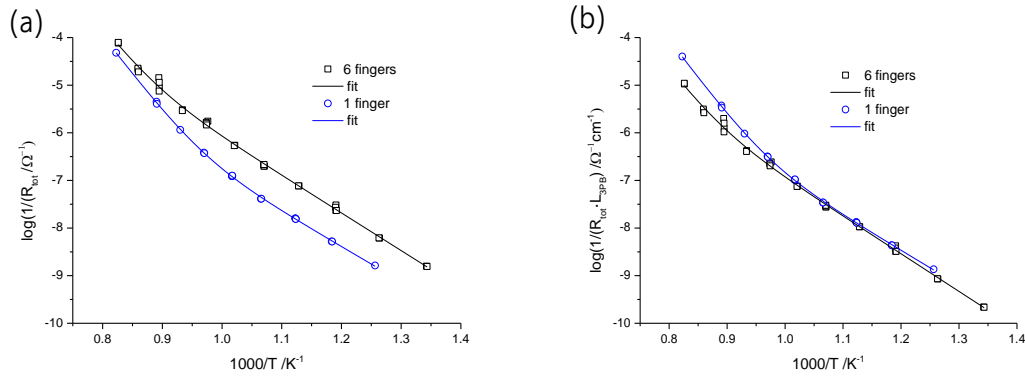 (a)
-4
-5
-6
-7
-8
-9
-10
0.8 0.9 1.0 1.1 1.2 1.3 1.4
log(1/(R_tot /Ω⁻¹)
1000/T /K⁻¹
6 fingers
fit
1 finger
fit
(b)
-4
-5
-6
-7
-8
-9
-10
0.8 0.9 1.0 1.1 1.2 1.3 1.4
log(1/(R_tot·L_3PB) /Ω⁻¹cm⁻¹)
1000/T /K⁻¹
6 fingers
fit
1 finger
fit